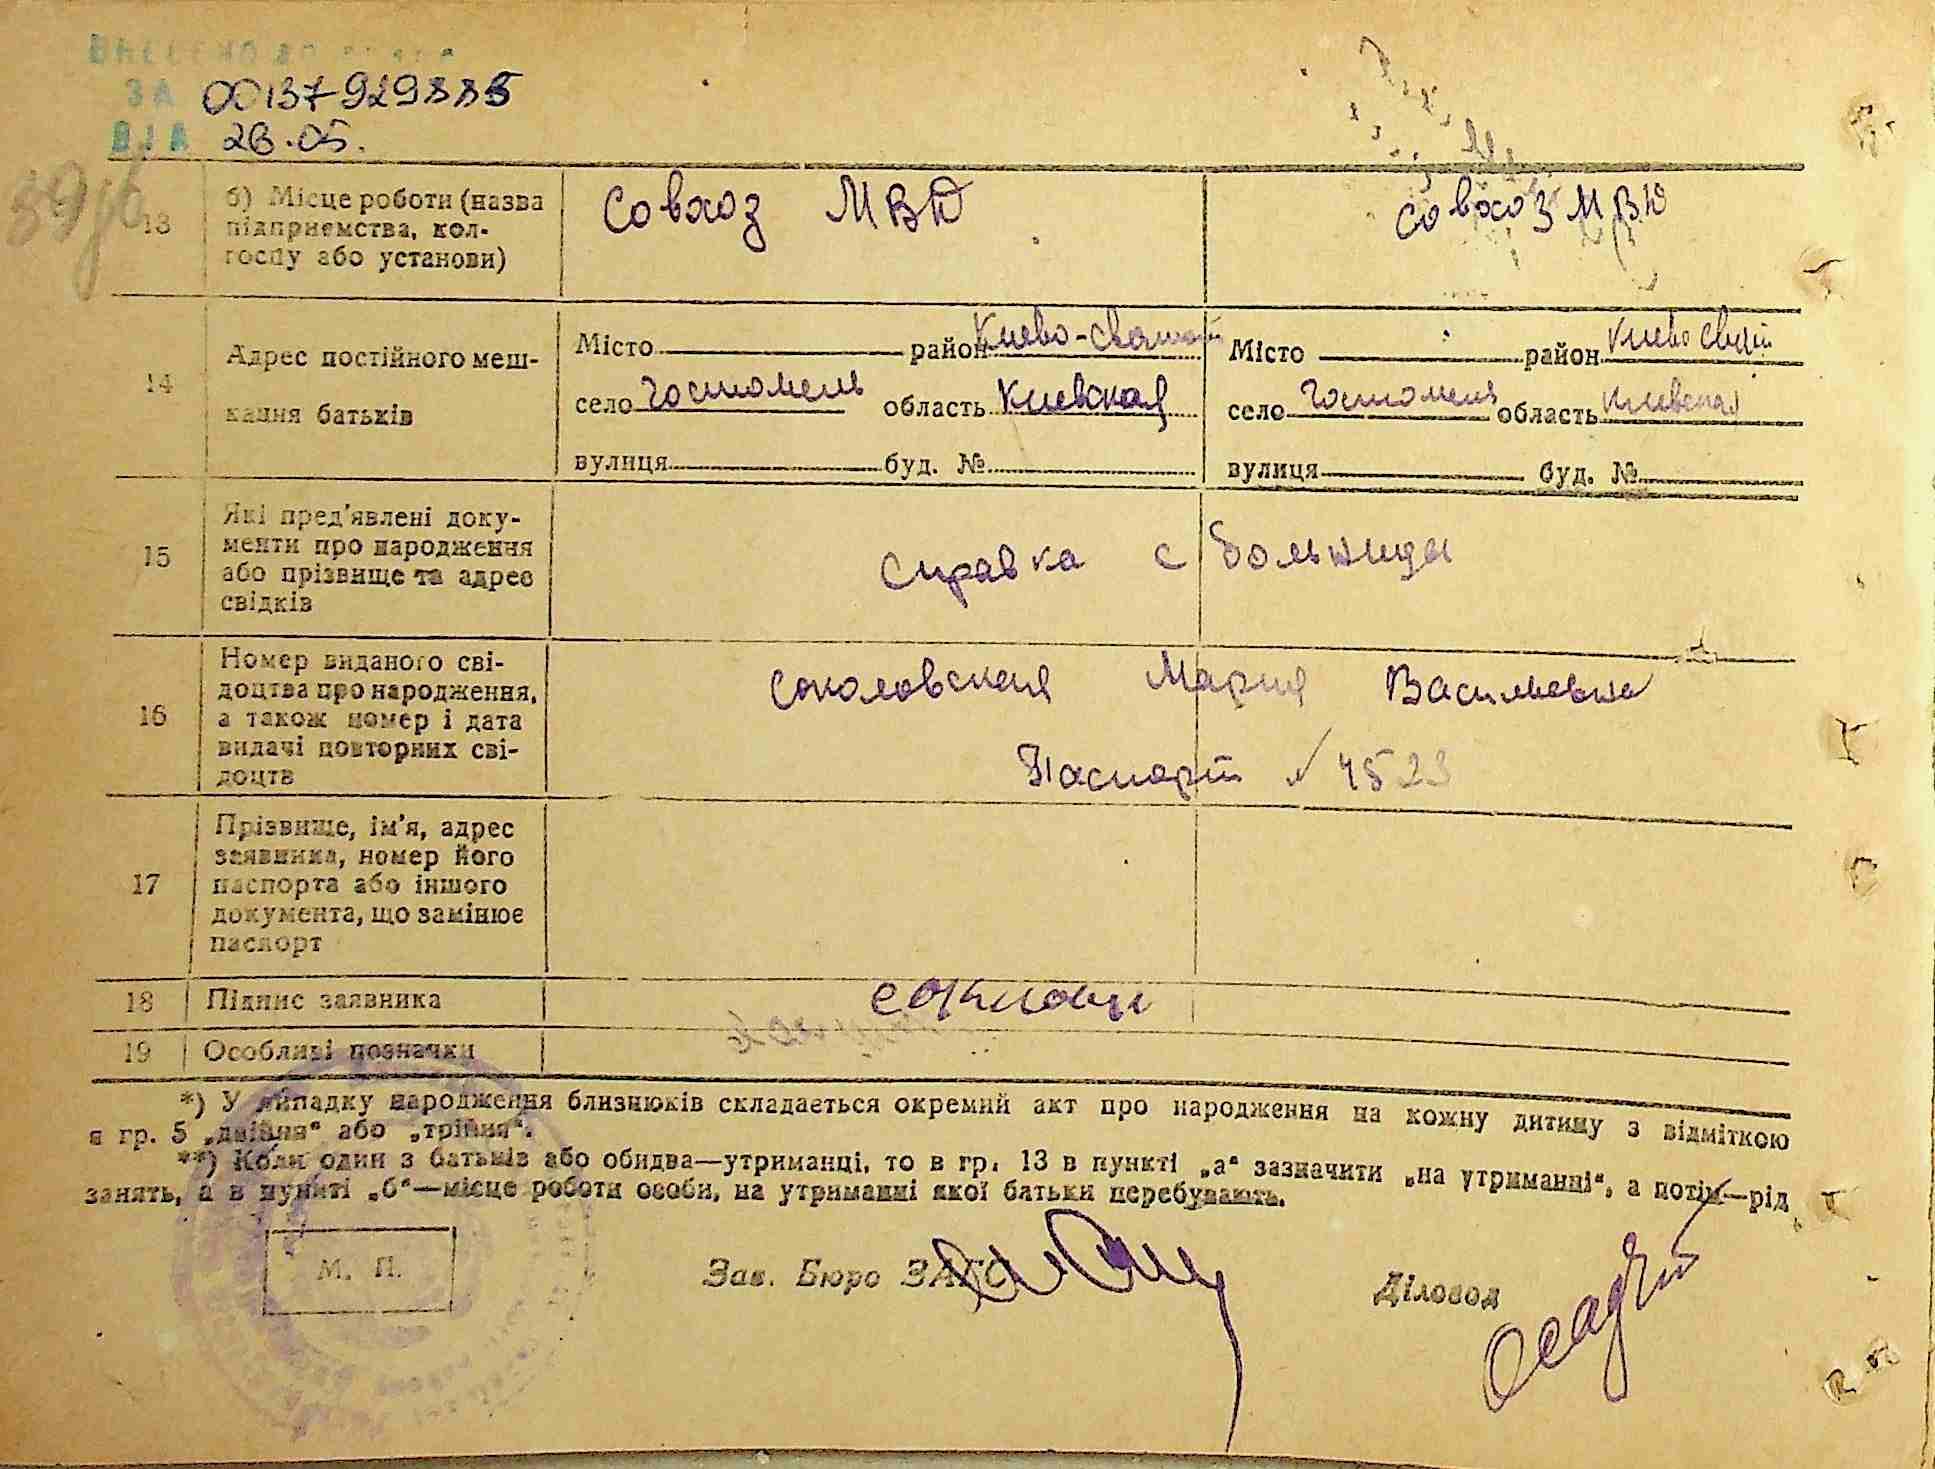 ВНЕСЕНО ДО
ЗА 00137929885
ВІД 26.05.
13 б) Місце роботи (назва підприємства, колгоспу або установи)
Совхоз МВД
Совхоз МВД
14 Адрес постійного мешкання батьків
Місто район Киево-Святош
село Гостомель область Киевская
вулиця буд. №
Місто район Киево Свят
село Гостомель область Киевская
вулиця буд. №
15 Які пред'явлені документи про народження або прізвище та адрес свідків
Справка с больницы
16 Номер виданого свідоцтва про народження, а також номер і дата видачі повторних свідоцтв
Соколовская Мария Васильевна
Паспорт № 4523
17 Прізвище, ім'я, адрес заявника, номер його паспорта або іншого документа, що замінює паспорт
18 Підпис заявника
19 Особливі позначки
*) У випадку народження близнюків складається окремий акт про народження на кожну дитину з відміткою
в гр. 5 „двійня“ або „трійня“.
**) Коли один з батьків або обидва—утриманці, то в гр. 13 в пункті „а“ зазначити „на утриманні“, а потім—рід
занять, а в пункті „б“—місце роботи особи, на утриманні якої батьки перебувають.
М. П.
Зав. Бюро ЗАГС
Діловод